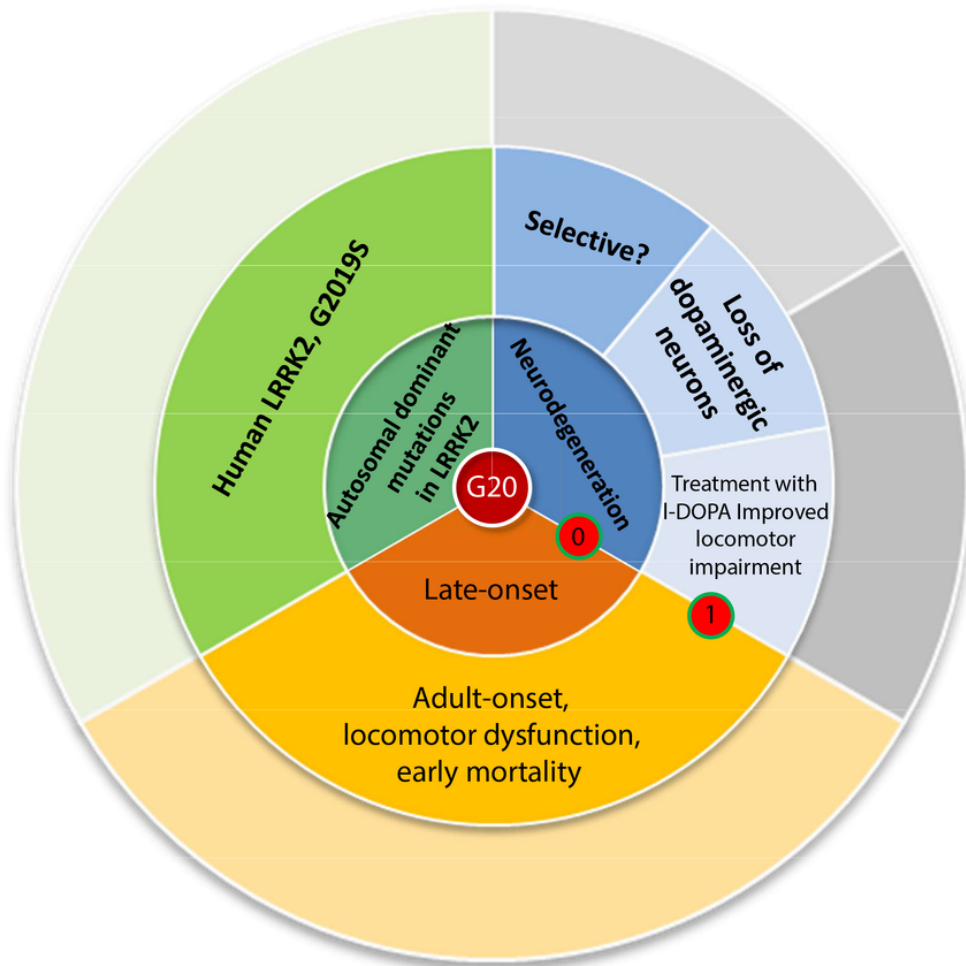 Human LRRK2, G2019S
Autosomal dominant
mutations
in LRRK2
G20
Neurodegeneration
Selective?
Loss of
dopaminergic
neurons
Treatment with
l-DOPA Improved
locomotor
impairment
0
1
Late-onset
Adult-onset,
locomotor dysfunction,
early mortality